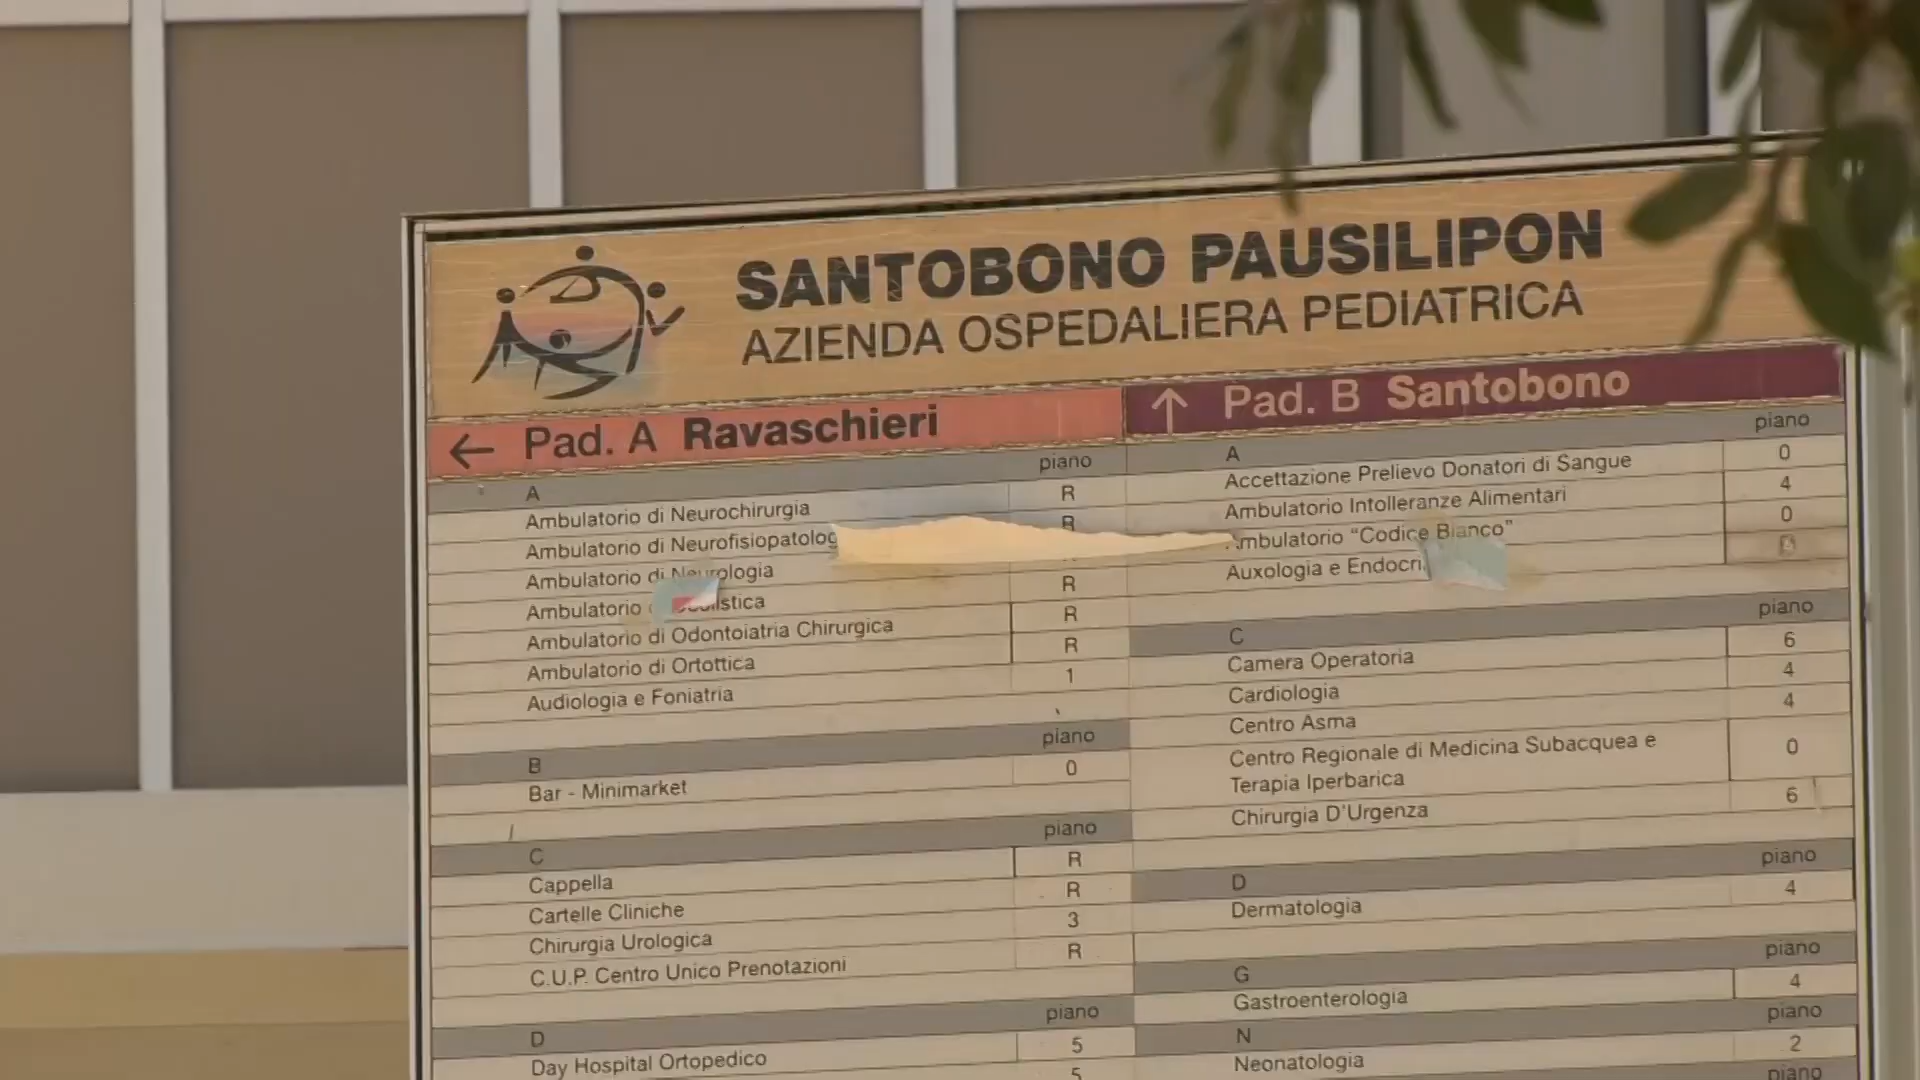 SANTOBONO PAUSILIPON
AZIENDA OSPEDALIERA PEDIATRICA
← Pad. A Ravaschieri
piano
A
Ambulatorio di Neurochirurgia R
Ambulatorio di R
Ambulatorio di Neurologia
Ambulatorio R
Ambulatorio di Odontoiatria Chirurgica R
Ambulatorio di Ortottica R
Audiologia e Foniatria 1
piano
B
Bar - Minimarket 0
piano
C
Cappella R
Cartelle Cliniche R
Chirurgia Urologica 3
C.U.P. Centro Unico Prenotazioni R
piano
D
Day Hospital Ortopedico 5
5
↑ Pad. B Santobono
piano
A
Accettazione Prelievo Donatori di Sangue 0
Ambulatorio Intolleranze Alimentari 4
Ambulatorio “Codice Bianco” 0
Auxologia e
piano
C
Camera Operatoria 6
Cardiologia 4
Centro Asma 4
Centro Regionale di Medicina Subacquea e
Terapia Iperbarica 0
Chirurgia D'Urgenza 6
piano
D
Dermatologia 4
piano
G
Gastroenterologia 4
piano
N
Neonatologia 2
piano